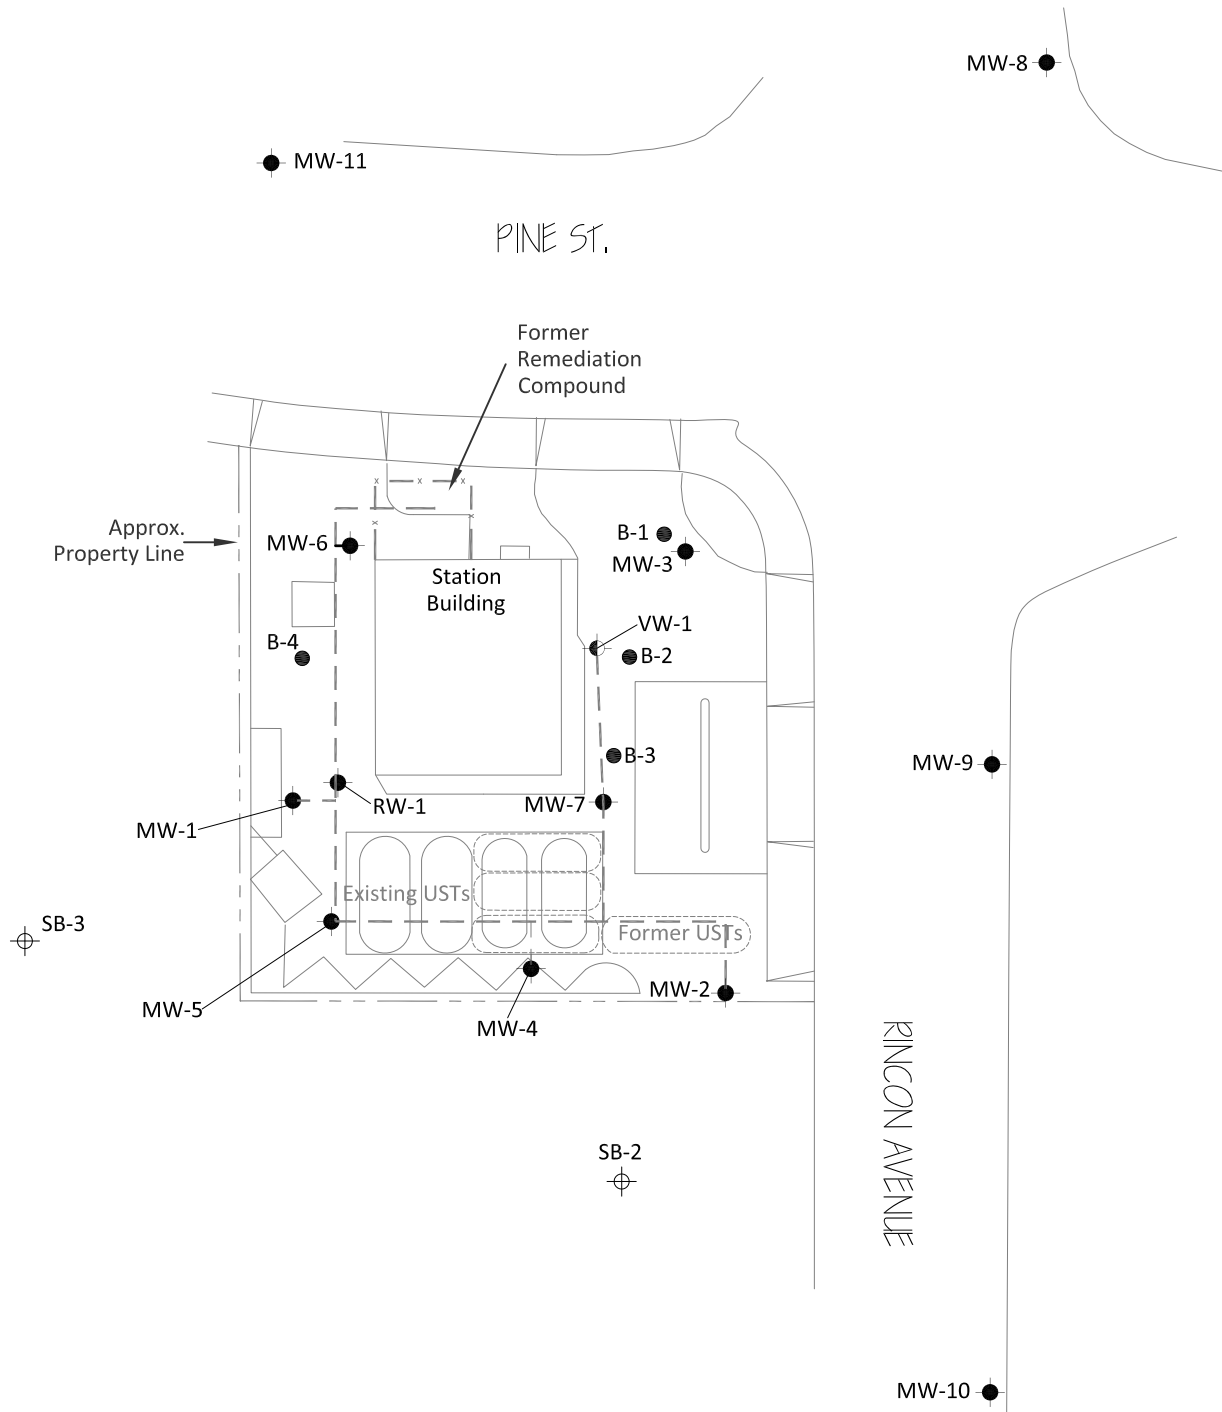 MW-8
MW-11
PINE ST.
Former
Remediation
Compound
Approx.
Property Line
MW-6
B-1
MW-3
Station
Building
VW-1
B-4
B-2
B-3
MW-9
RW-1
MW-7
MW-1
Existing USTs
SB-3
Former USTs
MW-2
MW-5
MW-4
RINCON AVENUE
SB-2
MW-10